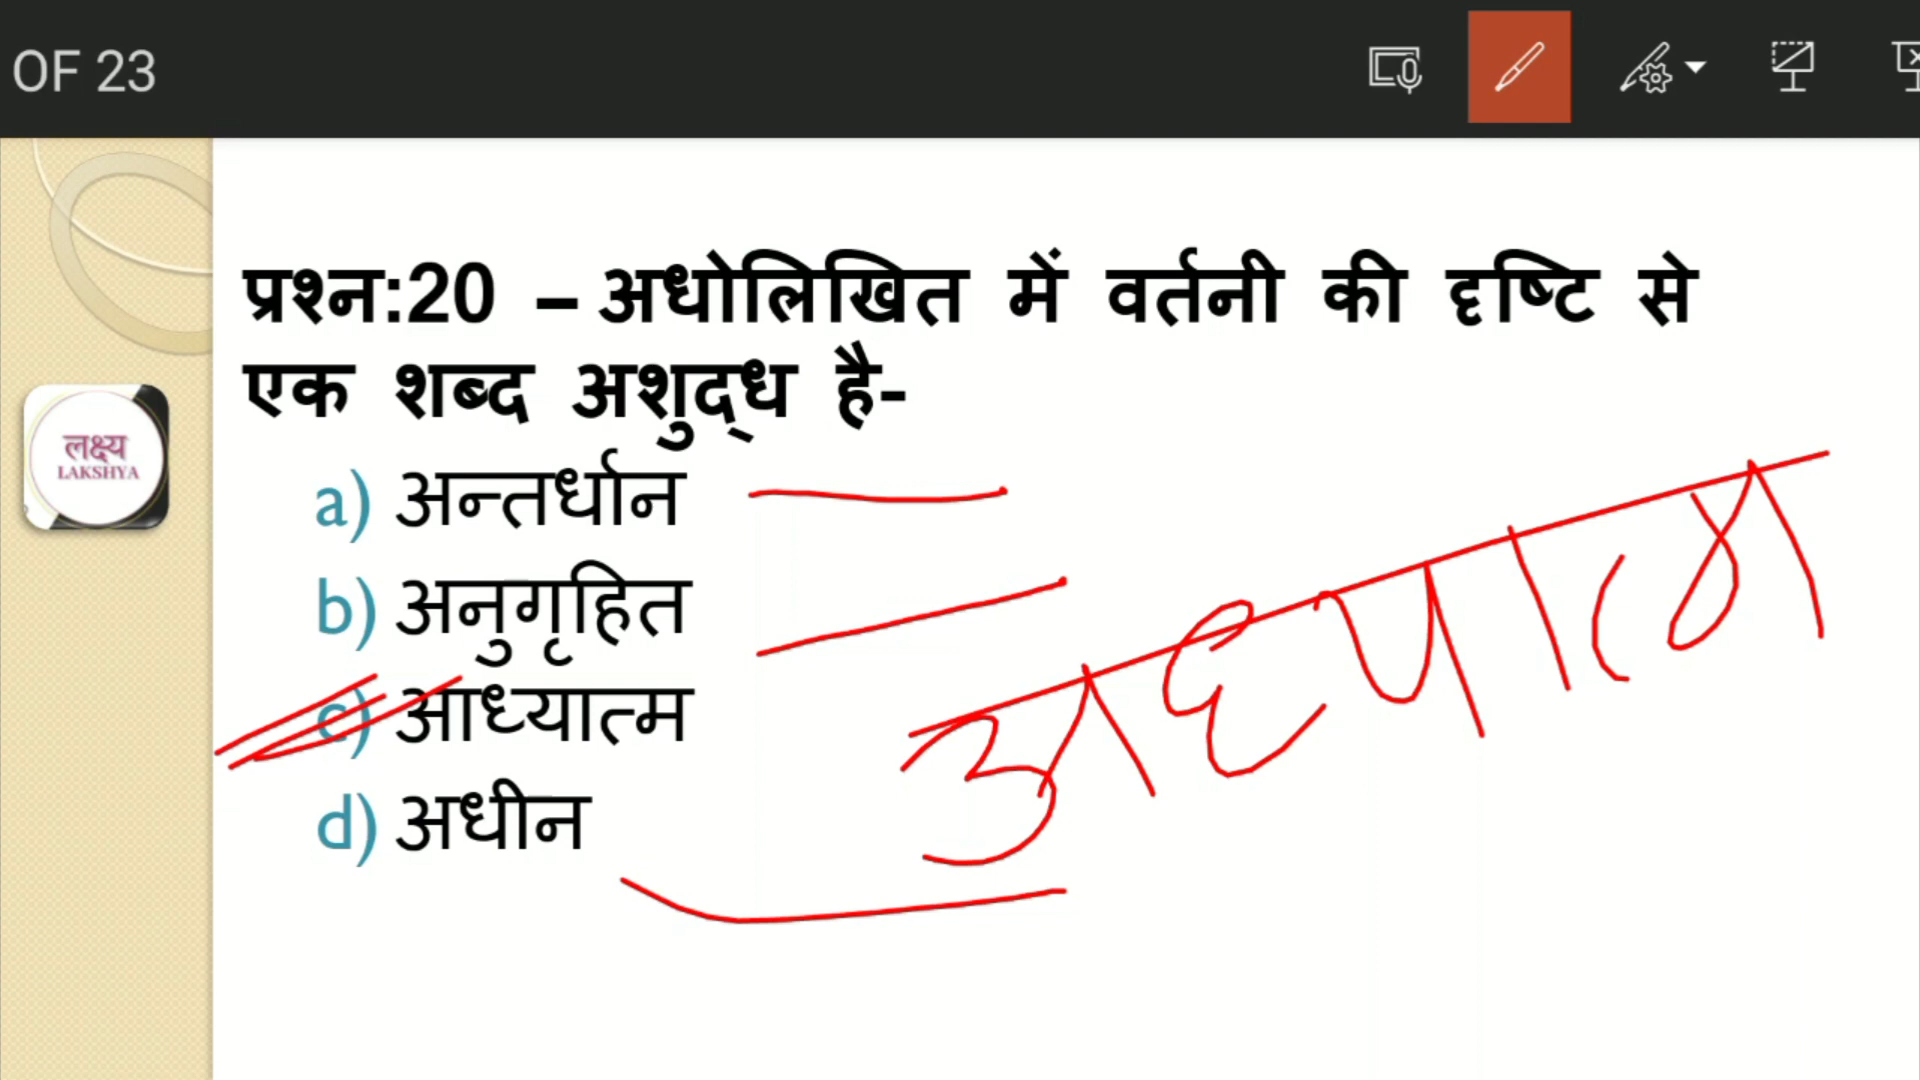 OF 23
प्रश्न:20 – अधोलिखित में वर्तनी की दृष्टि से
एक शब्द अशुद्ध है-
लक्ष्य
LAKSHYA
a) अन्तर्धान
b) अनुगृहित
c) आध्यात्म
d) अधीन
अध्यात्म